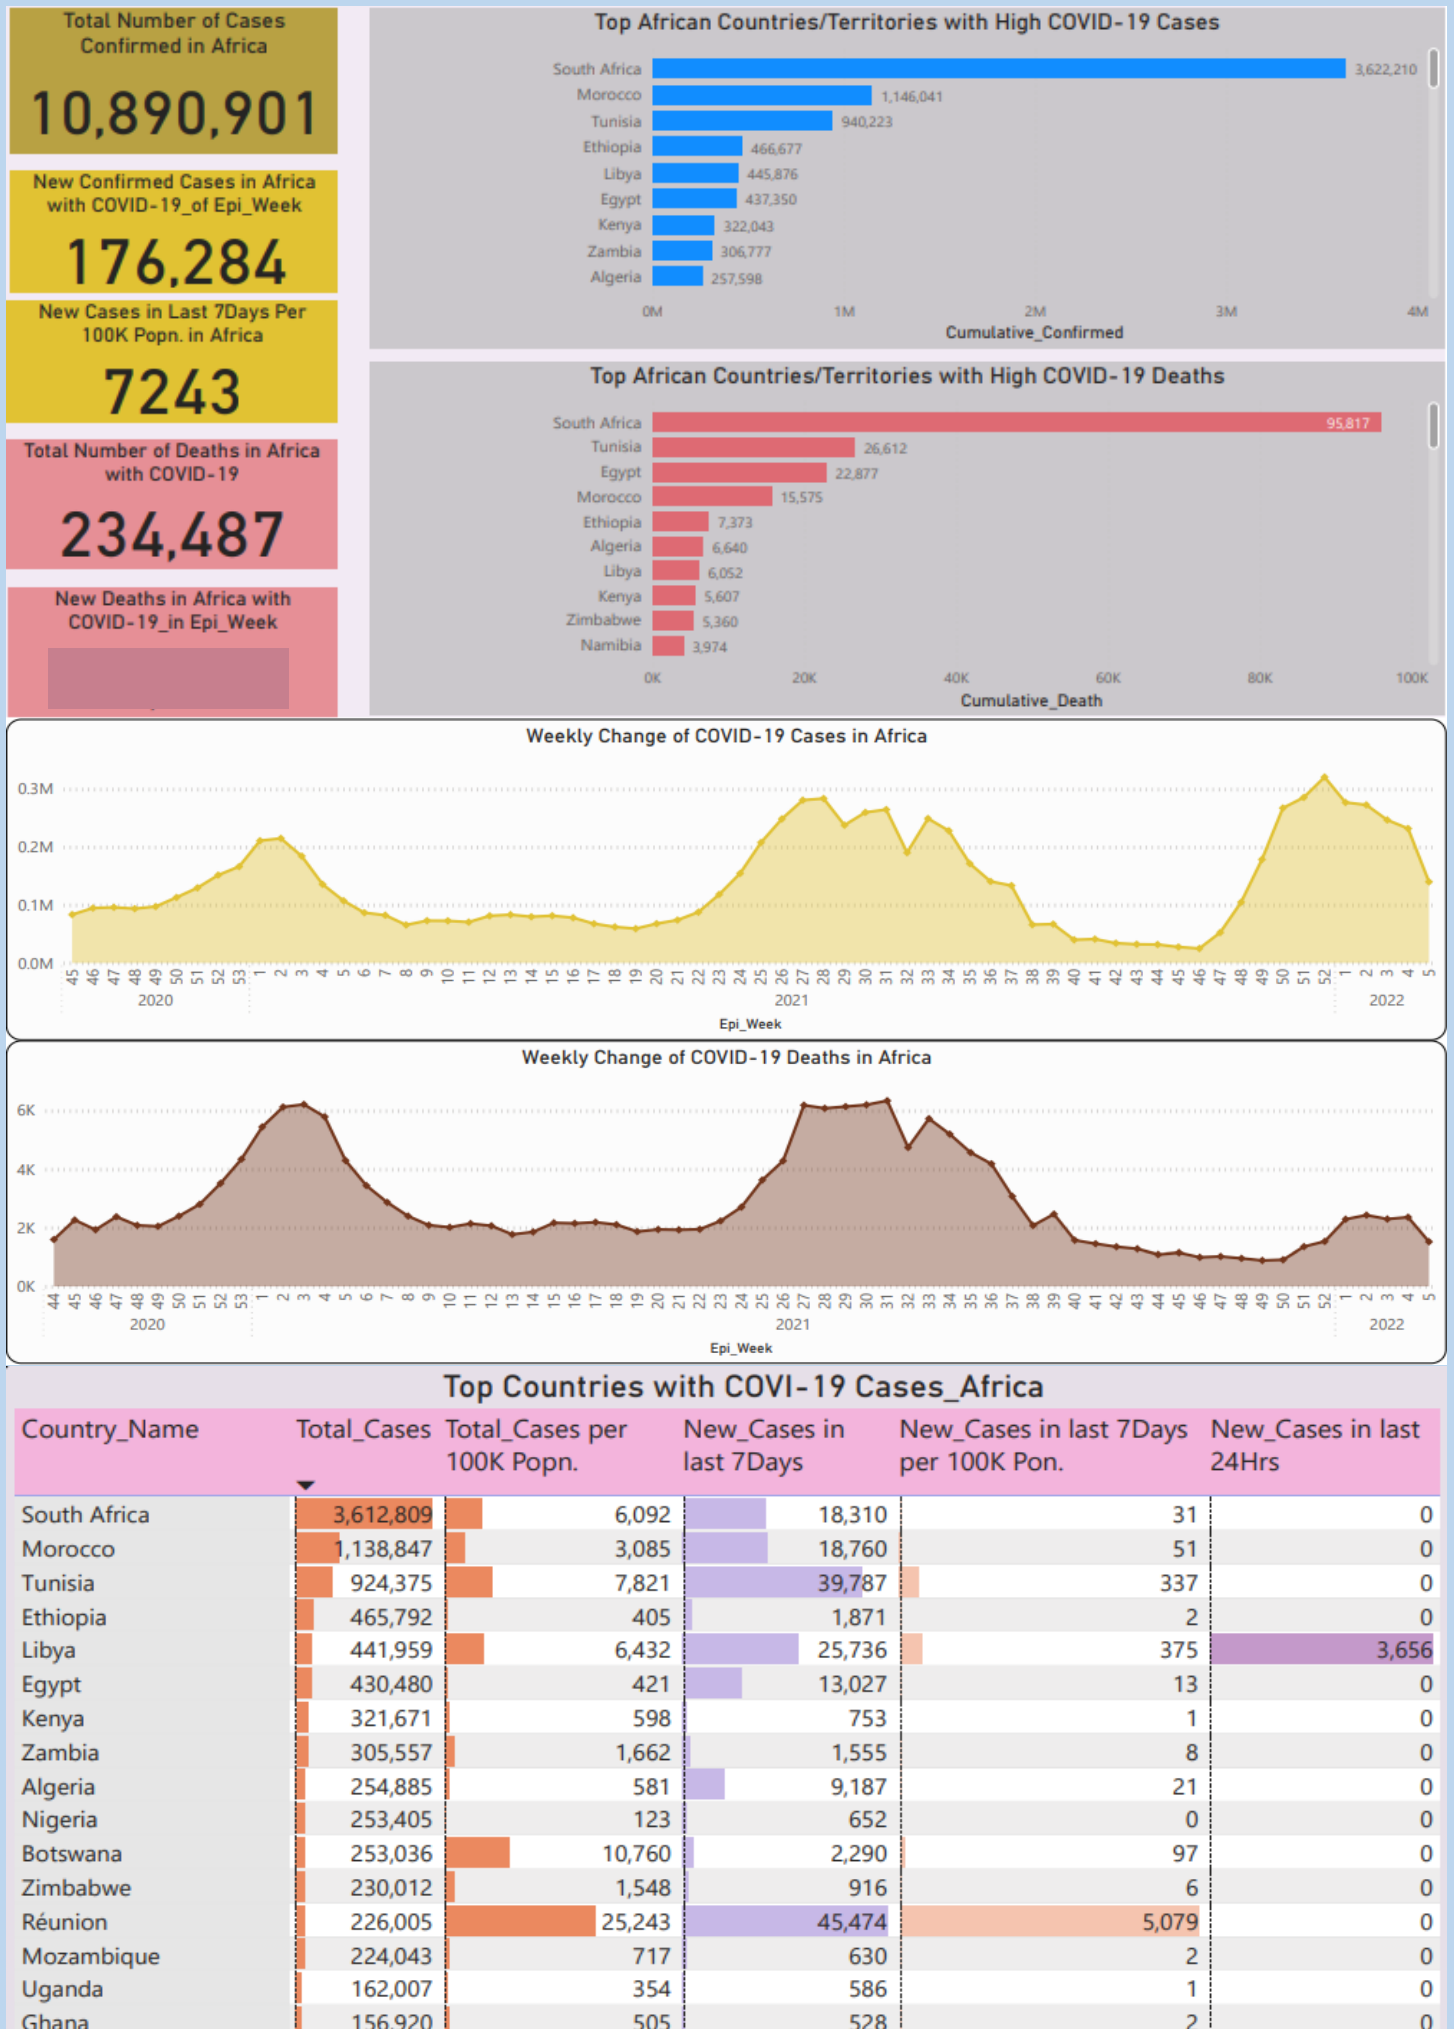 Total Number of Cases
Confirmed in Africa
10,890,901
New Confirmed Cases in Africa
with COVID-19_of Epi_Week
176,284
New Cases in Last 7Days Per
100K Popn. in Africa
7243
Total Number of Deaths in Africa
with COVID-19
234,487
New Deaths in Africa with
COVID-19_in Epi_Week
Top African Countries/Territories with High COVID-19 Cases
South Africa 3,622,210
Morocco 1,146,041
Tunisia 940,223
Ethiopia 466,677
Libya 445,876
Egypt 437,350
Kenya 322,043
Zambia 306,777
Algeria 257,598
0M 1M 2M 3M 4M
Cumulative_Confirmed
Top African Countries/Territories with High COVID-19 Deaths
South Africa 95,817
Tunisia 26,612
Egypt 22,877
Morocco 15,575
Ethiopia 7,373
Algeria 6,640
Libya 6,052
Kenya 5,607
Zimbabwe 5,360
Namibia 3,974
0K 20K 40K 60K 80K 100K
Cumulative_Death
Weekly Change of COVID-19 Cases in Africa
0.3M
0.2M
0.1M
0.0M
45 46 47 48 49 50 51 52 53 1 2 3 4 5 6 7 8 9 10 11 12 13 14 15 16 17 18 19 20 21 22 23 24 25 26 27 28 29 30 31 32 33 34 35 36 37 38 39 40 41 42 43 44 45 46 47 48 49 50 51 52 1 2 3 4 5
2020 2021 2022
Epi_Week
Weekly Change of COVID-19 Deaths in Africa
6K
4K
2K
0K
44 45 46 47 48 49 50 51 52 53 1 2 3 4 5 6 7 8 9 10 11 12 13 14 15 16 17 18 19 20 21 22 23 24 25 26 27 28 29 30 31 32 33 34 35 36 37 38 39 40 41 42 43 44 45 46 47 48 49 50 51 52 1 2 3 4 5
2020 2021 2022
Epi_Week
Top Countries with COVI-19 Cases_Africa
Country_Name Total_Cases Total_Cases per New_Cases in New_Cases in last 7Days New_Cases in last
100K Popn. last 7Days per 100K Pon. 24Hrs
South Africa 3,612,809 6,092 18,310 31 0
Morocco 1,138,847 3,085 18,760 51 0
Tunisia 924,375 7,821 39,787 337 0
Ethiopia 465,792 405 1,871 2 0
Libya 441,959 6,432 25,736 375 3,656
Egypt 430,480 421 13,027 13 0
Kenya 321,671 598 753 1 0
Zambia 305,557 1,662 1,555 8 0
Algeria 254,885 581 9,187 21 0
Nigeria 253,405 123 652 0 0
Botswana 253,036 10,760 2,290 97 0
Zimbabwe 230,012 1,548 916 6 0
Réunion 226,005 25,243 45,474 5,079 0
Mozambique 224,043 717 630 2 0
Uganda 162,007 354 586 1 0
Ghana 156,920 505 528 2 0